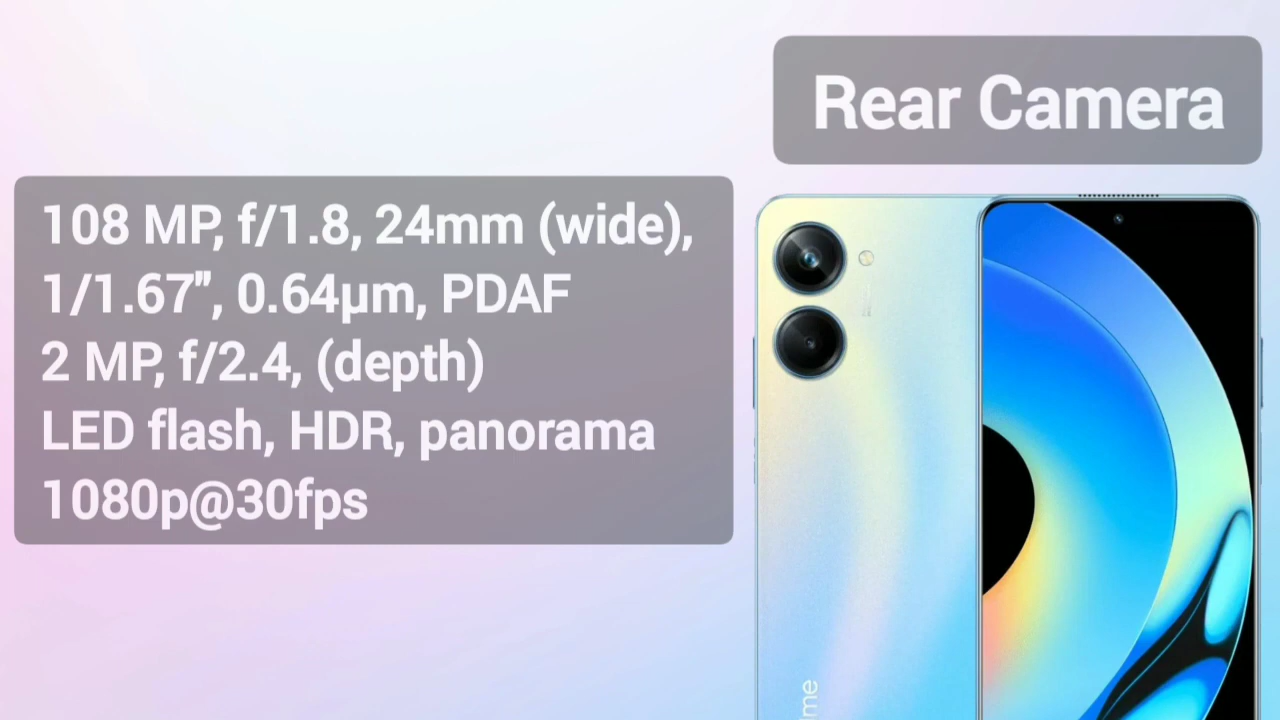 Rear Camera
108 MP, f/1.8, 24mm (wide),
1/1.67", 0.64µm, PDAF
2 MP, f/2.4, (depth)
LED flash, HDR, panorama
1080p@30fps